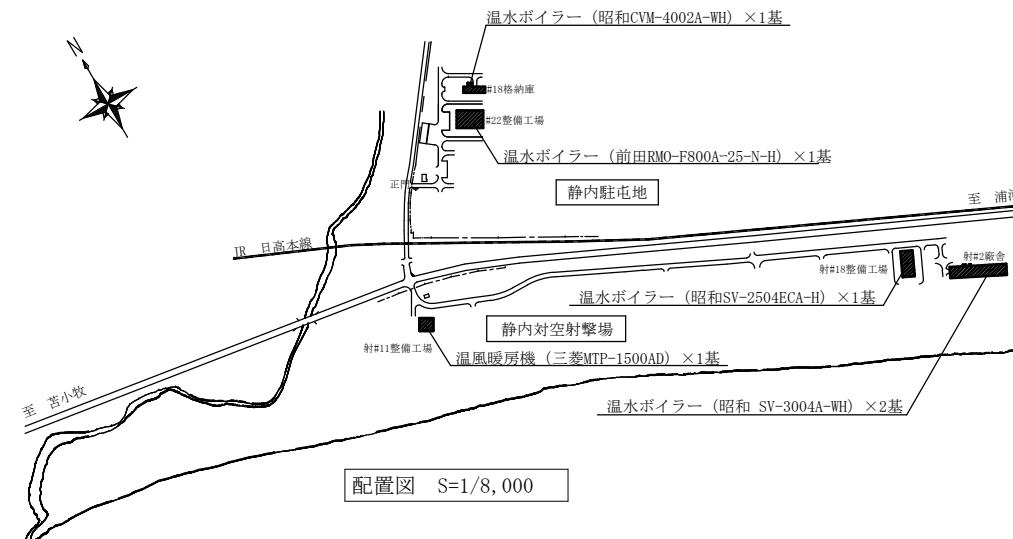 温水ボイラー（昭和CVM-4002A-WH）×1基
N
#18格納庫
#22整備工場
温水ボイラー（前田RMO-F800A-25-N-H）×1基
正門
静内駐屯地
至　浦河
JR　日高本線
射#2廠舎
射#18整備工場
温水ボイラー（昭和SV-2504ECA-H）×1基
静内対空射撃場
射#11整備工場
温風暖房機（三菱MTP-1500AD）×1基
至　苫小牧
温水ボイラー（昭和 SV-3004A-WH）×2基
配置図　S=1/8,000